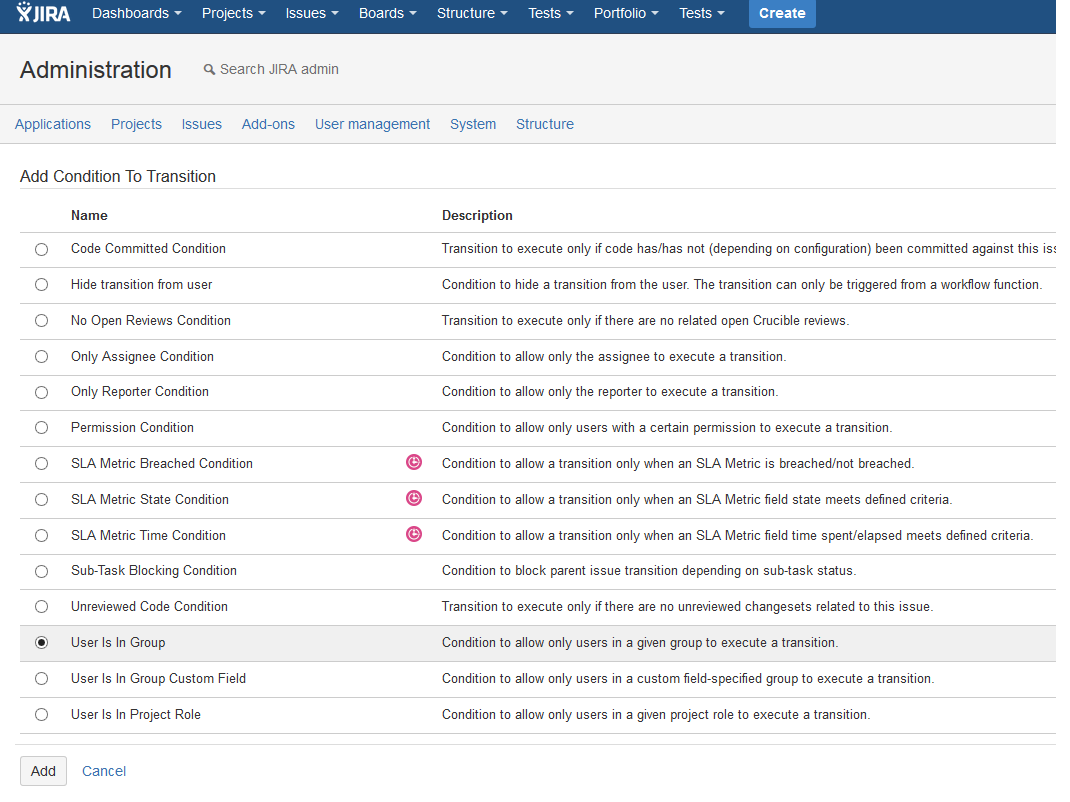 JIRA Dashboards Projects Issues Boards Structure Tests Portfolio Tests Create
Administration Search JIRA admin
Applications Projects Issues Add-ons User management System Structure
Add Condition To Transition
Name Description
Code Committed Condition Transition to execute only if code has/has not (depending on configuration) been committed against this iss
Hide transition from user Condition to hide a transition from the user. The transition can only be triggered from a workflow function.
No Open Reviews Condition Transition to execute only if there are no related open Crucible reviews.
Only Assignee Condition Condition to allow only the assignee to execute a transition.
Only Reporter Condition Condition to allow only the reporter to execute a transition.
Permission Condition Condition to allow only users with a certain permission to execute a transition.
SLA Metric Breached Condition Condition to allow a transition only when an SLA Metric is breached/not breached.
SLA Metric State Condition Condition to allow a transition only when an SLA Metric field state meets defined criteria.
SLA Metric Time Condition Condition to allow a transition only when an SLA Metric field time spent/elapsed meets defined criteria.
Sub-Task Blocking Condition Condition to block parent issue transition depending on sub-task status.
Unreviewed Code Condition Transition to execute only if there are no unreviewed changesets related to this issue.
User Is In Group Condition to allow only users in a given group to execute a transition.
User Is In Group Custom Field Condition to allow only users in a custom field-specified group to execute a transition.
User Is In Project Role Condition to allow only users in a given project role to execute a transition.
Add Cancel